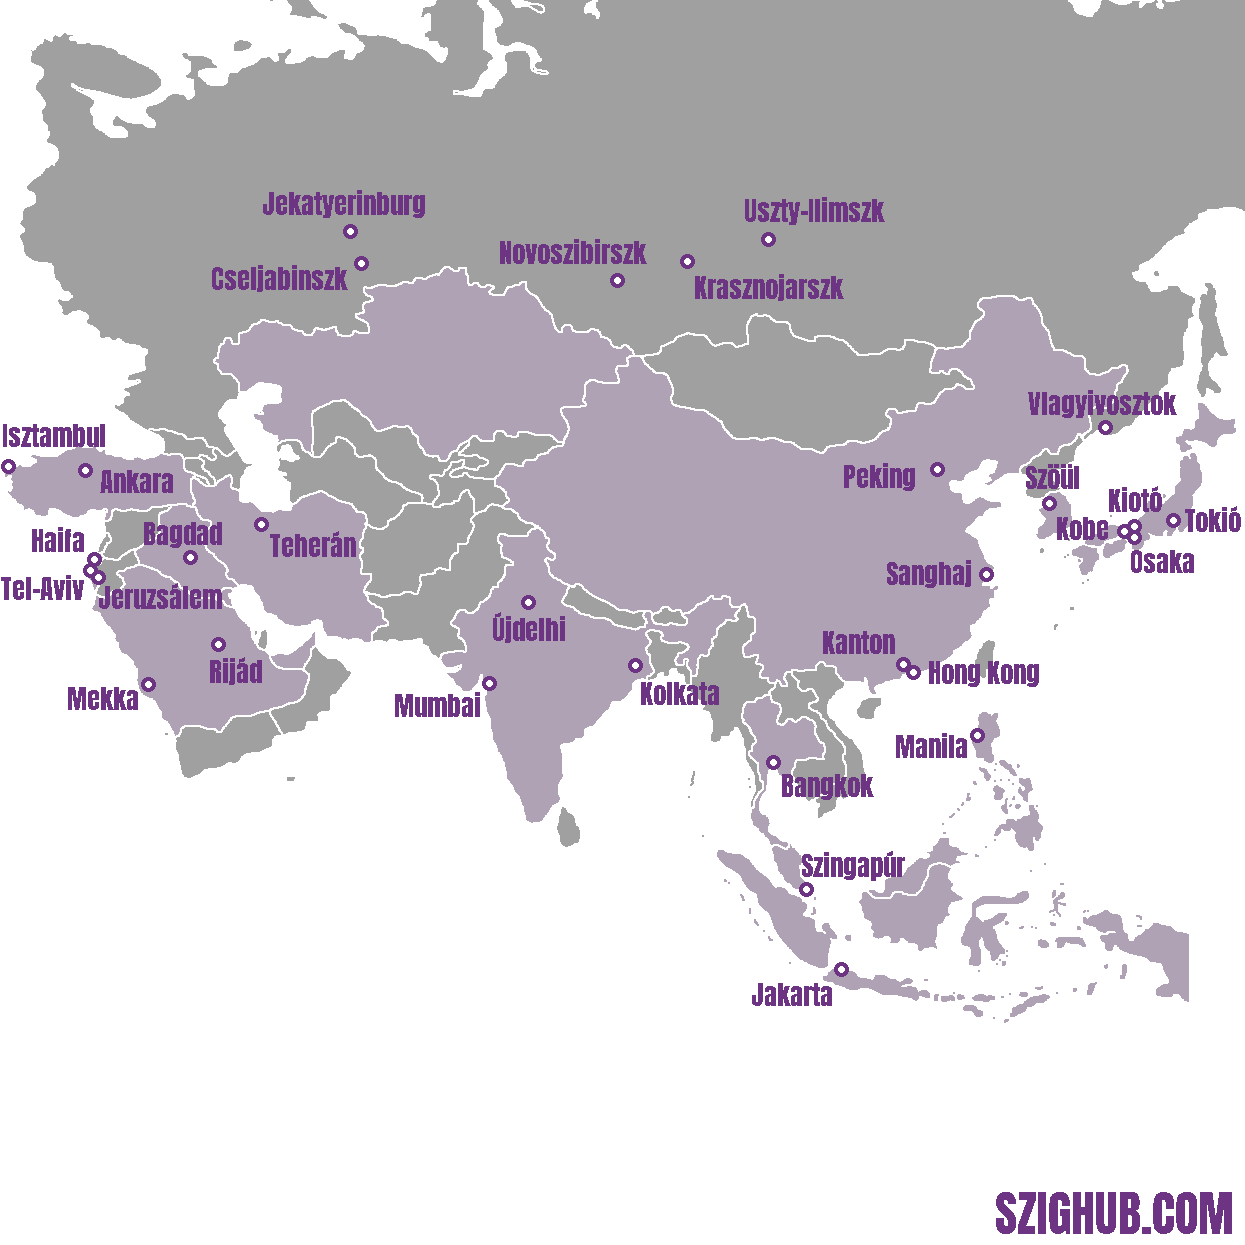 Jekatyerinburg
Uszty-Ilimszk
Novoszibirszk
Cseljabinszk
Krasznojarszk
Vlagyivosztok
Isztambul
Ankara
Peking
Szöül
Kiotó
Tokió
Kobe
Osaka
Haifa
Bagdad
Teherán
Tel-Aviv
Jeruzsálem
Sanghaj
Újdelhi
Kanton
Hong Kong
Rijád
Mekka
Mumbai
Kolkata
Manila
Bangkok
Szingapúr
Jakarta
SZIGHUB.COM